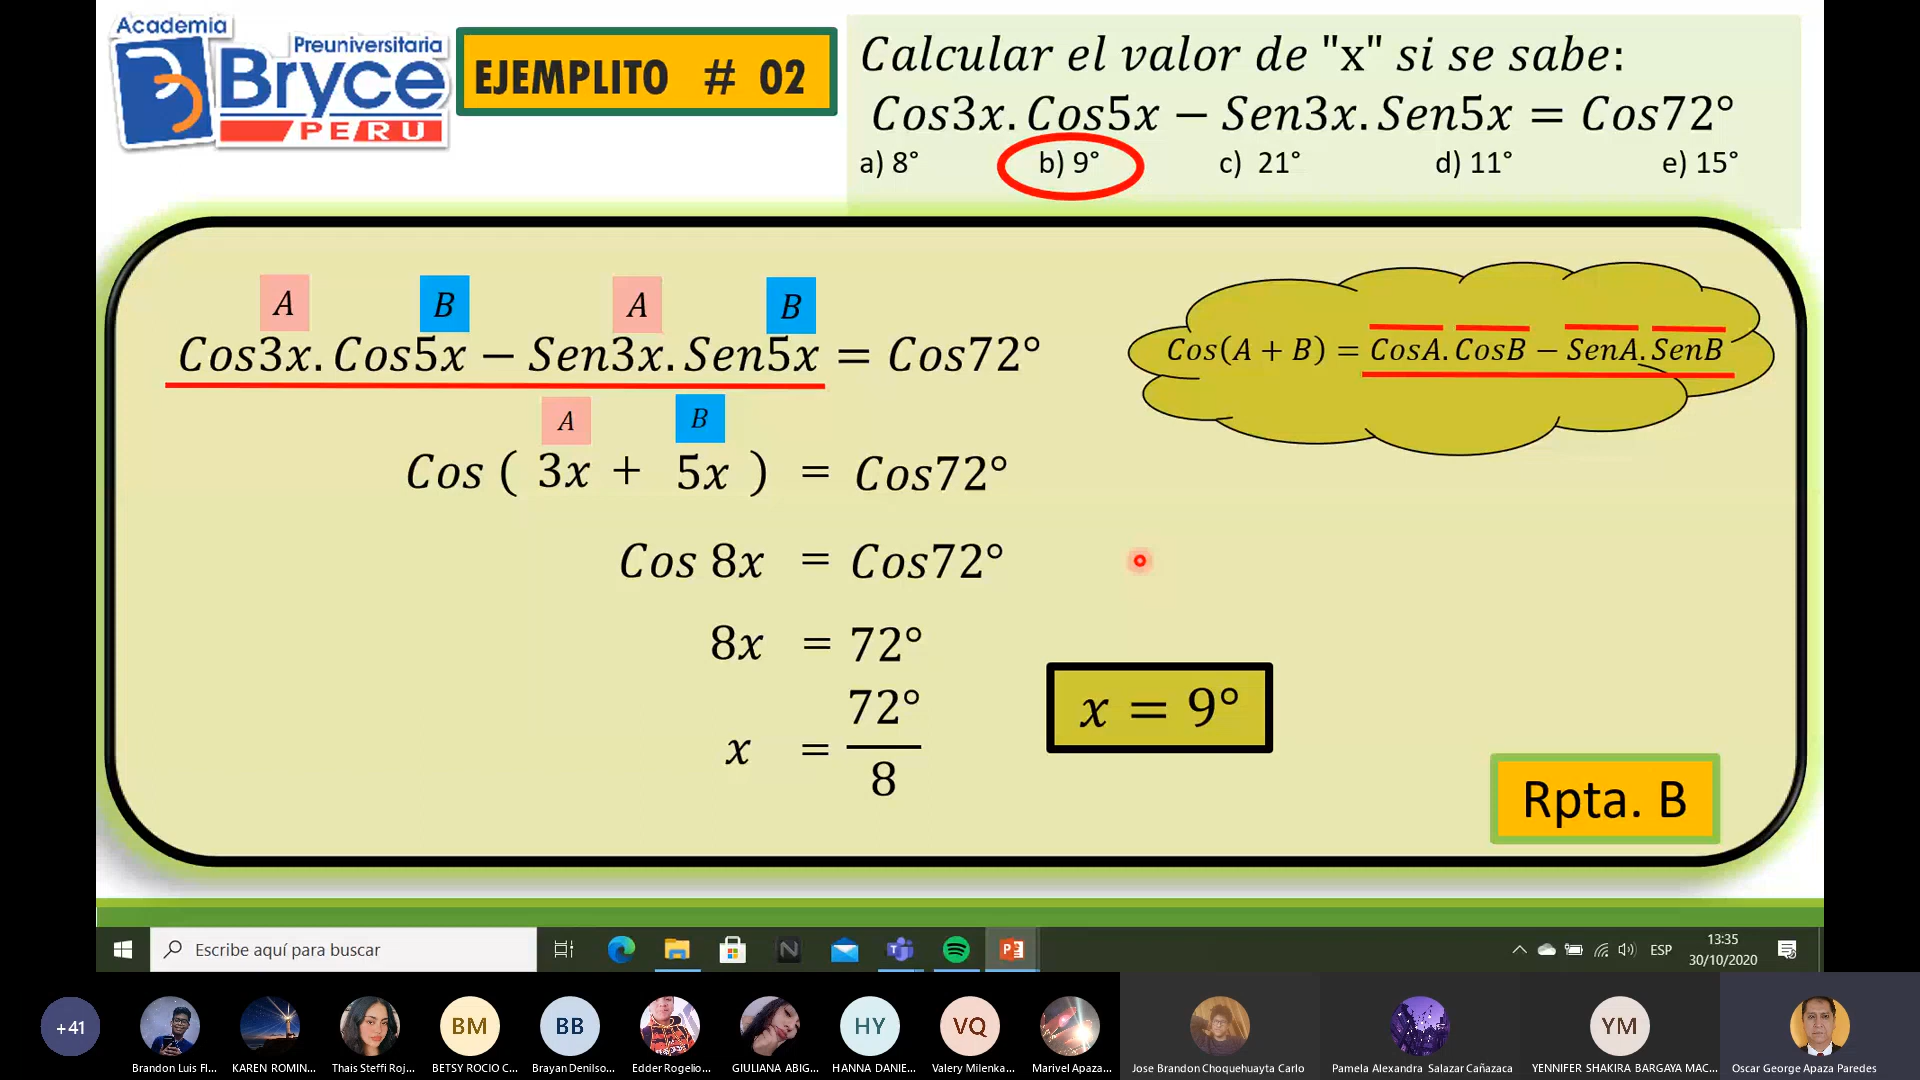 Academia
Preuniversitaria
Bryce
PERU
EJEMPLITO # 02
Calcular el valor de "x" si se sabe:
Cos3x.Cos5x − Sen3x.Sen5x = Cos72°
a) 8° b) 9° c) 21° d) 11° e) 15°
A B A B
Cos3x.Cos5x − Sen3x.Sen5x = Cos72°
Cos(A + B) = CosA.CosB − SenA.SenB
A B
Cos ( 3x + 5x ) = Cos72°
Cos 8x = Cos72°
8x = 72°
x = 72°/8
x = 9°
Rpta. B
Escribe aquí para buscar
N
ESP
13:35
30/10/2020
+41
BM
BB
HY
VQ
YM
Brandon Luis Fl...
KAREN ROMIN...
Thais Steffi Roj...
BETSY ROCIO C...
Brayan Denilso...
Edder Rogelio...
GIULIANA ABIG...
HANNA DANIE...
Valery Milenka...
Marivel Apaza...
Jose Brandon Choquehuayta Carlo
Pamela Alexandra Salazar Cañazaca
YENNIFER SHAKIRA BARGAYA MAC...
Oscar George Apaza Paredes